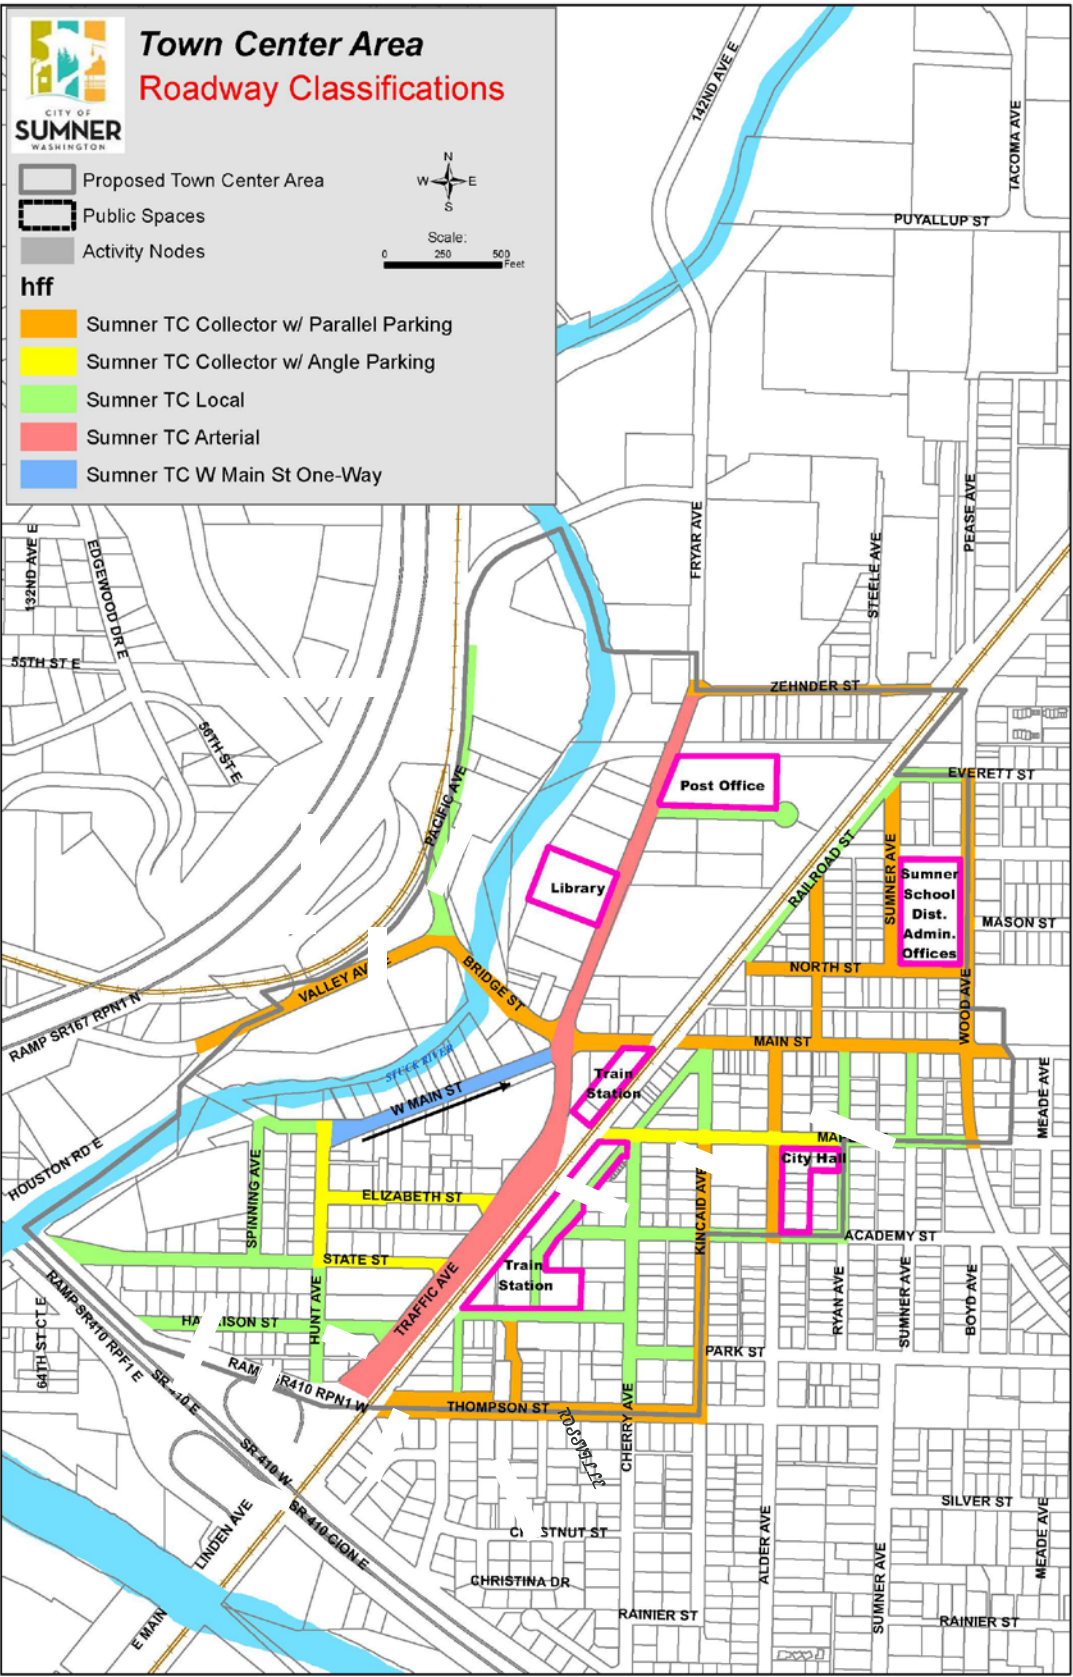 CITY OF
SUMNER
WASHINGTON
Town Center Area
Roadway Classifications
Proposed Town Center Area
Public Spaces
Activity Nodes
N
W E
S
Scale:
0 250 500
Feet
hff
Sumner TC Collector w/ Parallel Parking
Sumner TC Collector w/ Angle Parking
Sumner TC Local
Sumner TC Arterial
Sumner TC W Main St One-Way
142ND AVE E
TACOMA AVE
PUYALLUP ST
132ND AVE E
EDGEWOOD DR E
FRYAR AVE
STEELE AVE
PEASE AVE
55TH ST E
56TH ST E
ZEHNDER ST
PACIFIC AVE
Post Office
EVERETT ST
RAILROAD ST
SUMNER AVE
Library
Sumner
School
Dist.
Admin.
Offices
MASON ST
VALLEY AVE
BRIDGE ST
NORTH ST
WOOD AVE
RAMP SR167 RPN1 N
MAIN ST
STUCK RIVER
W MAIN ST
Train
Station
MEADE AVE
HOUSTON RD E
City Hall
SPINNING AVE
ELIZABETH ST
KINCAID AVE
ACADEMY ST
STATE ST
Train
Station
HUNT AVE
TRAFFIC AVE
RYAN AVE
SUMNER AVE
BOYD AVE
64TH ST CT E
RAMP SR410 RPF1 E
PARK ST
SR410 RPN1 W
THOMPSON ST
CHERRY AVE
SR 410 W
SR 410 CION E
LINDEN AVE
SILVER ST
ALDER AVE
MEADE AVE
SUMNER AVE
CHRISTINA DR
RAINIER ST
RAINIER ST
E MAIN